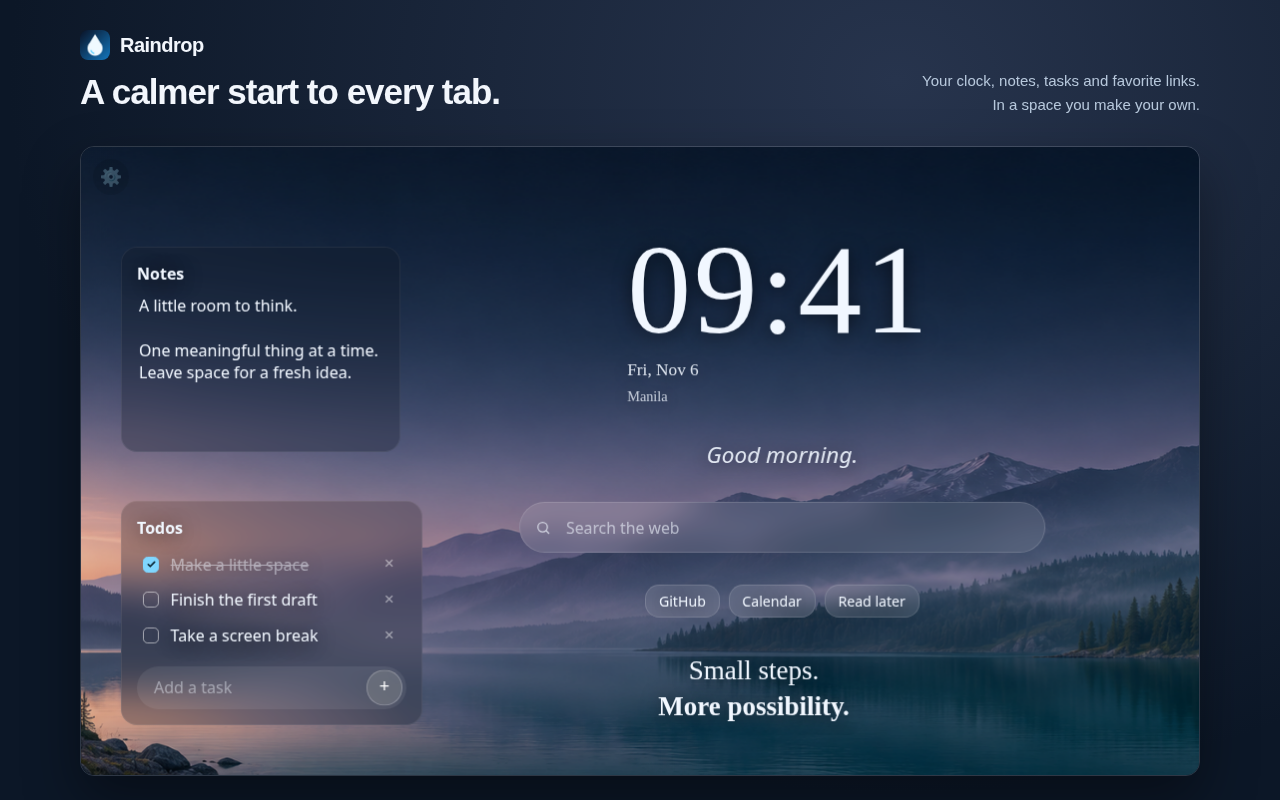 Raindrop
A calmer start to every tab.
Your clock, notes, tasks and favorite links.
In a space you make your own.
Notes
A little room to think.
One meaningful thing at a time.
Leave space for a fresh idea.
09:41
Fri, Nov 6
Manila
Good morning.
Search the web
GitHub
Calendar
Read later
Small steps.
More possibility.
Todos
Make a little space
Finish the first draft
Take a screen break
Add a task